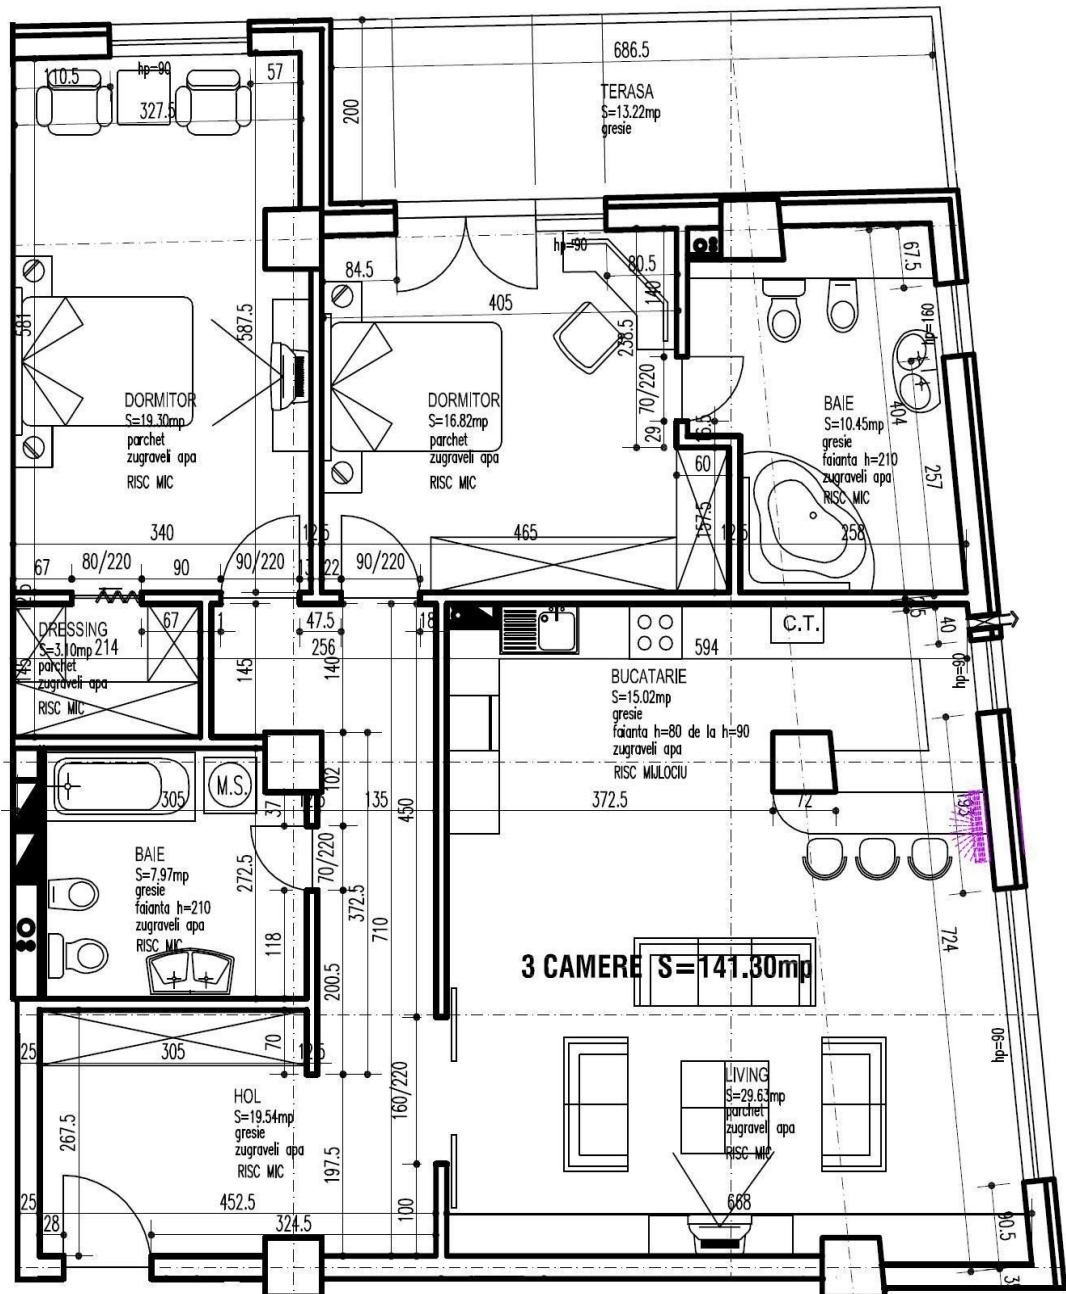 686.5
110.5
hp=90
57
327.5
200
TERASA
S=13.22mp
gresie
84.5
hp=90
80.5
140
405
67.5
hp=160
581
587.5
238.5
70/220
DORMITOR
S=19.30mp
parchet
zugraveli apa
RISC MIC
DORMITOR
S=16.82mp
parchet
zugraveli apa
RISC MIC
BAIE
S=10.45mp
gresie
faianta h=210
zugraveli apa
RISC MIC
404
257
29
60
157.5
340
12.5
465
12.5
258
67
80/220
90
90/220
13
22
90/220
67
1
47.5
18
256
594
40
hp=90
DRESSING
S=3.10mp
214
parchet
zugraveli apa
RISC MIC
145
145
140
C.T.
BUCATARIE
S=15.02mp
gresie
faianta h=80 de la h=90
zugraveli apa
RISC MIJLOCIU
M.S.
305
37
102
135
450
372.5
72
193
BAIE
S=7.97mp
gresie
faianta h=210
zugraveli apa
RISC MIC
272.5
70/220
372.5
118
200.5
710
724
3 CAMERE S=141.30mp
25
305
70
12.5
160/220
hp=90
HOL
S=19.54mp
gresie
zugraveli apa
RISC MIC
267.5
197.5
LIVING
S=29.63mp
parchet
zugraveli apa
RISC MIC
25
452.5
100
668
90.5
28
324.5